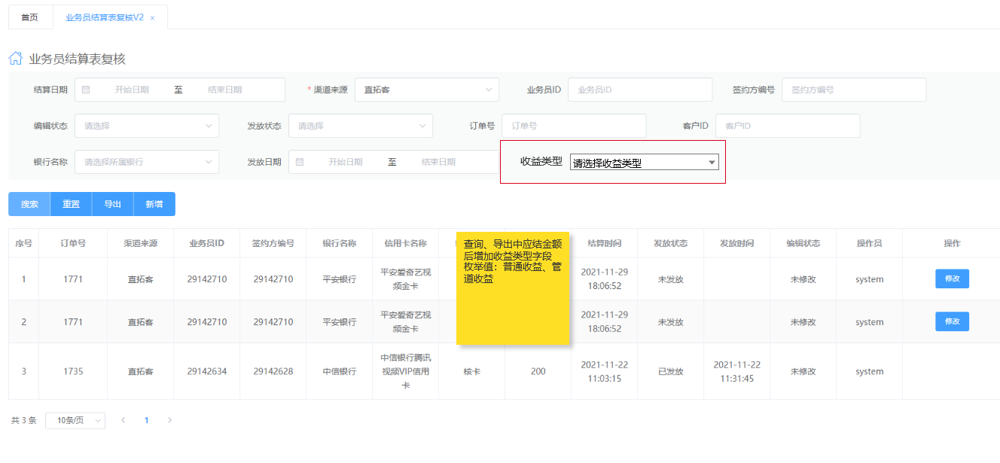 首页 业务员结算表复核V2 ×
业务员结算表复核
结算日期 开始日期 至 结束日期 * 渠道来源 直拓客 业务员ID 业务员ID 签约方编号 签约方编号
编辑状态 请选择 发放状态 请选择 订单号 订单号 客户ID 客户ID
银行名称 请选择所属银行 发放日期 开始日期 至 结束日期 收益类型 请选择收益类型
搜索 重置 导出 新增
序号 订单号 渠道来源 业务员ID 签约方编号 银行名称 信用卡名称 结算时间 发放状态 发放时间 编辑状态 操作员 操作
查询、导出中应结金额
后增加收益类型字段
枚举值：普通收益、管
道收益
1 1771 直拓客 29142710 29142710 平安银行 平安爱奇艺视
频金卡 2021-11-29
18:06:52 未发放 未修改 system 修改
2 1771 直拓客 29142710 29142710 平安银行 平安爱奇艺视
频金卡 2021-11-29
18:06:52 未发放 未修改 system 修改
3 1735 直拓客 29142634 29142628 中信银行 中信银行腾讯
视频VIP信用
卡 核卡 200 2021-11-22
11:03:15 已发放 2021-11-22
11:31:45 未修改 system
共 3 条 10条/页 1